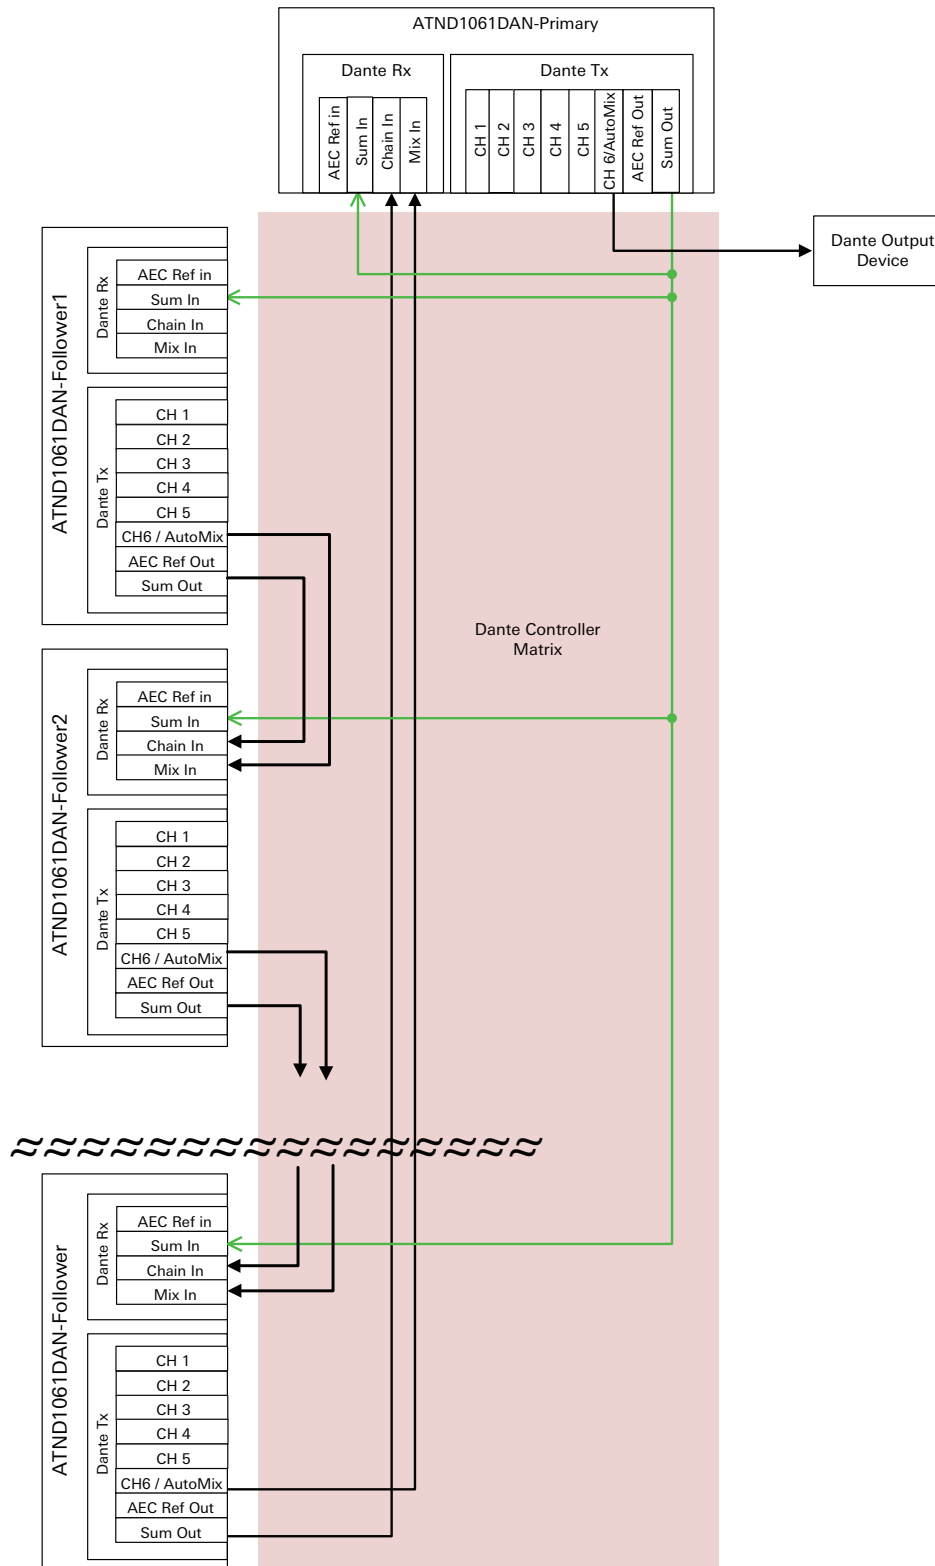 ATND1061DAN-Primary
Dante Rx
Dante Tx
AEC Ref in
Sum In
Chain In
Mix In
CH 1
CH 2
CH 3
CH 4
CH 5
CH 6/AutoMix
AEC Ref Out
Sum Out
Dante Output
Device
ATND1061DAN-Follower1
Dante Rx
AEC Ref in
Sum In
Chain In
Mix In
Dante Tx
CH 1
CH 2
CH 3
CH 4
CH 5
CH6 / AutoMix
AEC Ref Out
Sum Out
Dante Controller
Matrix
ATND1061DAN-Follower2
Dante Rx
AEC Ref in
Sum In
Chain In
Mix In
Dante Tx
CH 1
CH 2
CH 3
CH 4
CH 5
CH6 / AutoMix
AEC Ref Out
Sum Out
ATND1061DAN-Follower
Dante Rx
AEC Ref in
Sum In
Chain In
Mix In
Dante Tx
CH 1
CH 2
CH 3
CH 4
CH 5
CH6 / AutoMix
AEC Ref Out
Sum Out